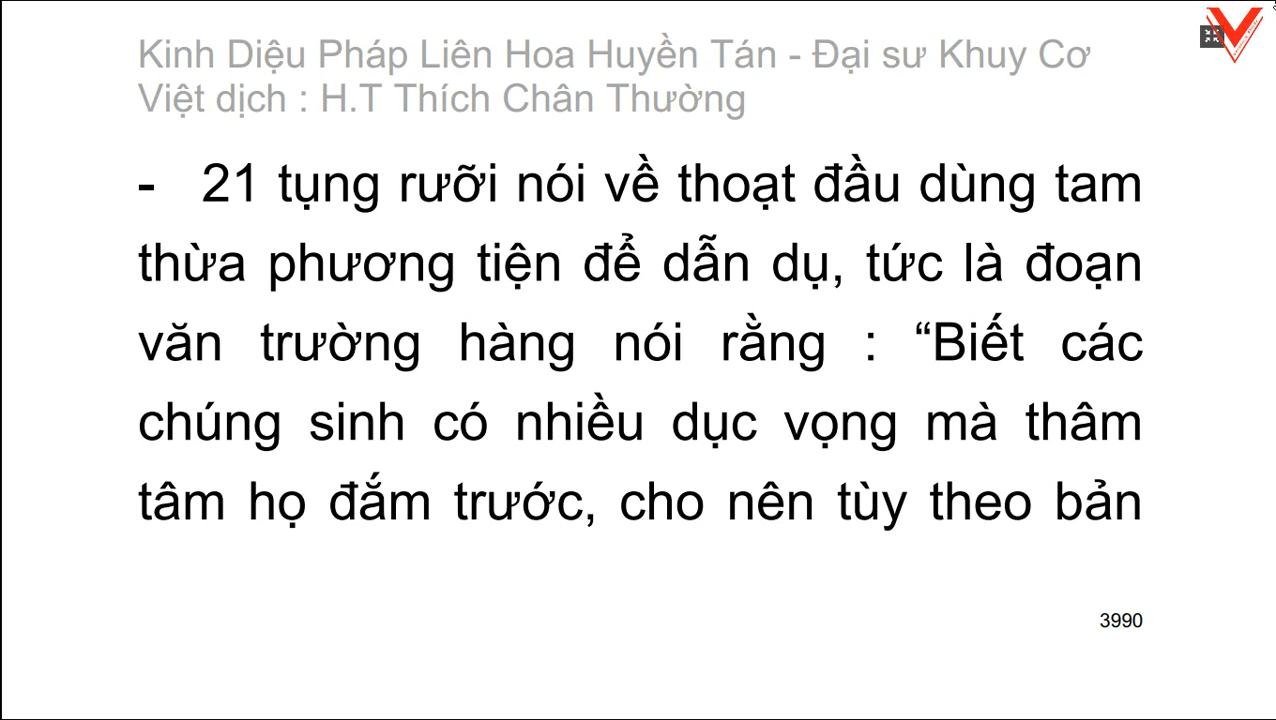 Kinh Diệu Pháp Liên Hoa Huyền Tán - Đại sư Khuy Cơ
Việt dịch : H.T Thích Chân Thường
- 21 tụng rưỡi nói về thoạt đầu dùng tam
thừa phương tiện để dẫn dụ, tức là đoạn
văn trường hàng nói rằng : “Biết các
chúng sinh có nhiều dục vọng mà thâm
tâm họ đắm trước, cho nên tùy theo bản
3990